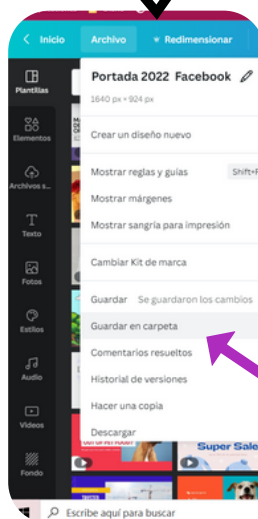 Inicio
Archivo
Redimensionar
Portada 2022 Facebook
1640 px × 924 px
Plantillas
Crear un diseño nuevo
Elementos
Mostrar reglas y guías
Shift+R
Archivos s...
Mostrar márgenes
Mostrar sangría para impresión
Texto
Cambiar Kit de marca
Fotos
Guardar
Se guardaron los cambios
Guardar en carpeta
Estilos
Comentarios resueltos
Historial de versiones
Audio
Hacer una copia
Videos
Descargar
Super Sale
Fondo
Escribe aquí para buscar